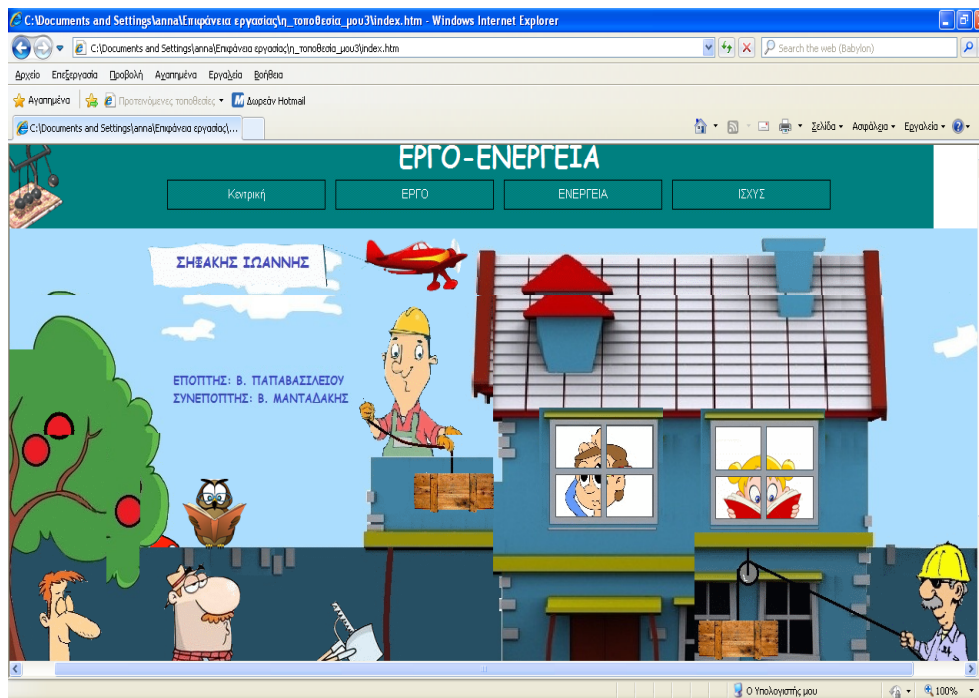 C:\Documents and Settings\anna\Επιφάνεια εργασίας\η_τοποθεσία_μου3\index.htm - Windows Internet Explorer
C:\Documents and Settings\anna\Επιφάνεια εργασίας\η_τοποθεσία_μου3\index.htm
Search the web (Babylon)
Αρχείο Επεξεργασία Προβολή Αγαπημένα Εργαλεία Βοήθεια
Αγαπημένα Προτεινόμενες τοποθεσίες Δωρεάν Hotmail
C:\Documents and Settings\anna\Επιφάνεια εργασίας\...
Σελίδα Ασφάλεια Εργαλεία
ΕΡΓΟ-ΕΝΕΡΓΕΙΑ
Κεντρική ΕΡΓΟ ΕΝΕΡΓΕΙΑ ΙΣΧΥΣ
ΣΗΦΑΚΗΣ ΙΩΑΝΝΗΣ
ΕΠΟΠΤΗΣ: Β. ΠΑΠΑΒΑΣΙΛΕΙΟΥ
ΣΥΝΕΠΟΠΤΗΣ: Β. ΜΑΝΤΑΔΑΚΗΣ
Ο Υπολογιστής μου
100%